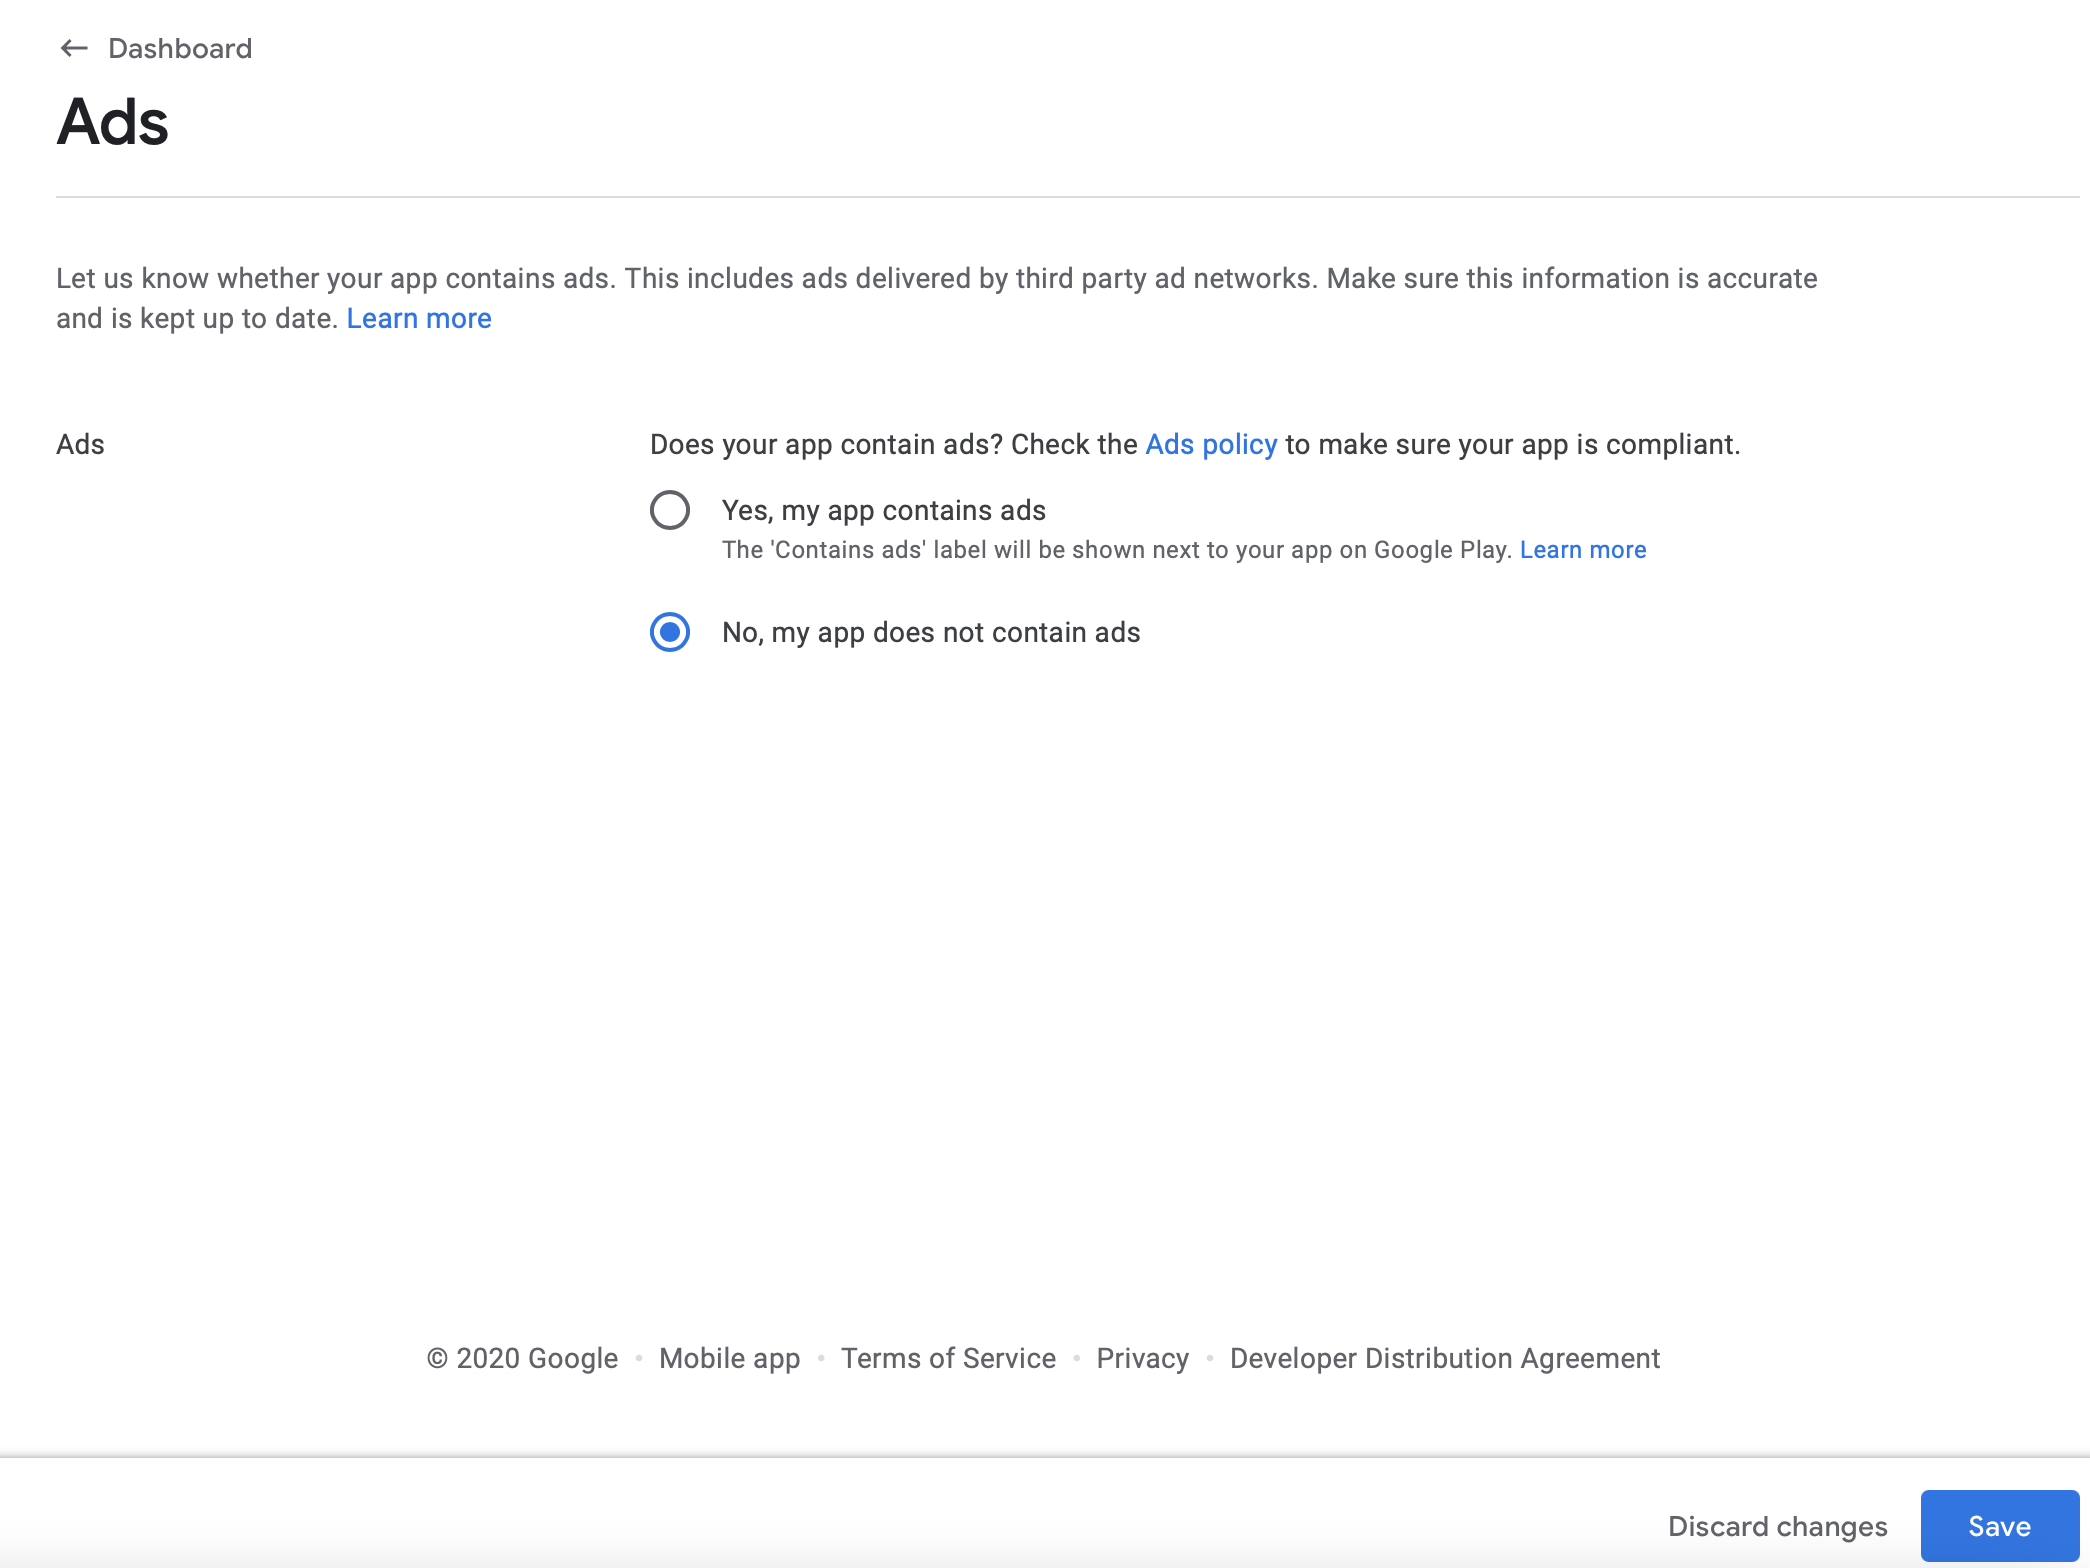 Dashboard
Ads
Let us know whether your app contains ads. This includes ads delivered by third party ad networks. Make sure this information is accurate
and is kept up to date. Learn more
Ads
Does your app contain ads? Check the Ads policy to make sure your app is compliant.
Yes, my app contains ads
The 'Contains ads' label will be shown next to your app on Google Play. Learn more
No, my app does not contain ads
© 2020 Google • Mobile app • Terms of Service • Privacy • Developer Distribution Agreement
Discard changes Save